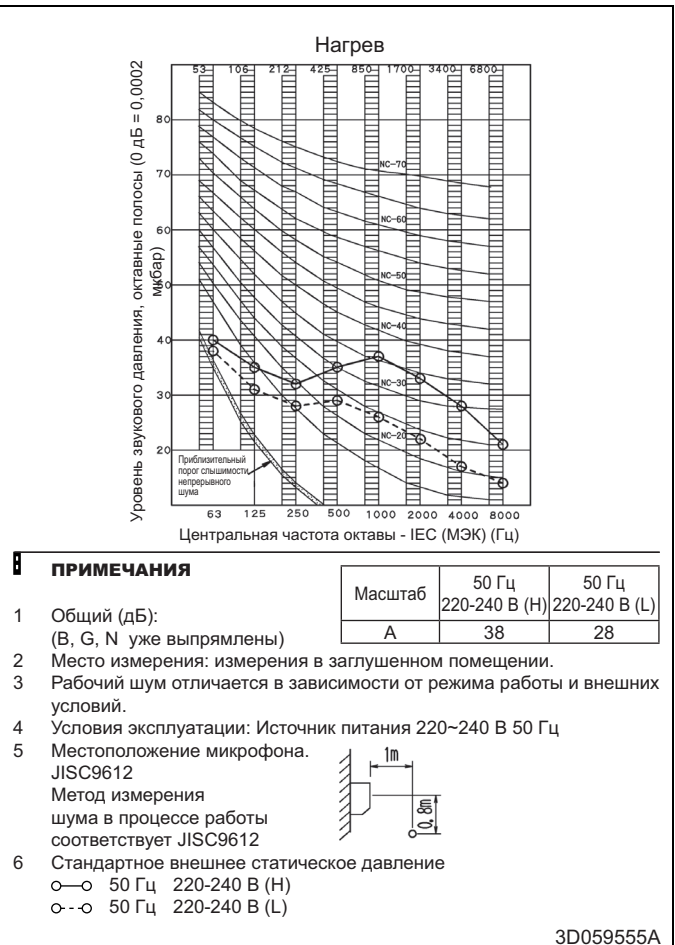 Нагрев
53 106 212 425 850 1700 3400 6800
Уровень звукового давления, октавные полосы (0 дБ = 0,0002
мкбар)
80
70
60
50
40
30
20
NC-70
NC-60
NC-50
NC-40
NC-30
NC-20
Приблизительный
порог слышимости
непрерывного
шума
63 125 250 500 1000 2000 4000 8000
Центральная частота октавы - IEC (МЭК) (Гц)
ПРИМЕЧАНИЯ
Масштаб 50 Гц 220-240 В (H) 50 Гц 220-240 В (L)
A 38 28
1 Общий (дБ):
(B, G, N уже выпрямлены)
2 Место измерения: измерения в заглушенном помещении.
3 Рабочий шум отличается в зависимости от режима работы и внешних
условий.
4 Условия эксплуатации: Источник питания 220~240 В 50 Гц
5 Местоположение микрофона.
JISC9612
Метод измерения
шума в процессе работы
соответствует JISC9612
1m
0.8m
6 Стандартное внешнее статическое давление
50 Гц 220-240 В (H)
50 Гц 220-240 В (L)
3D059555A